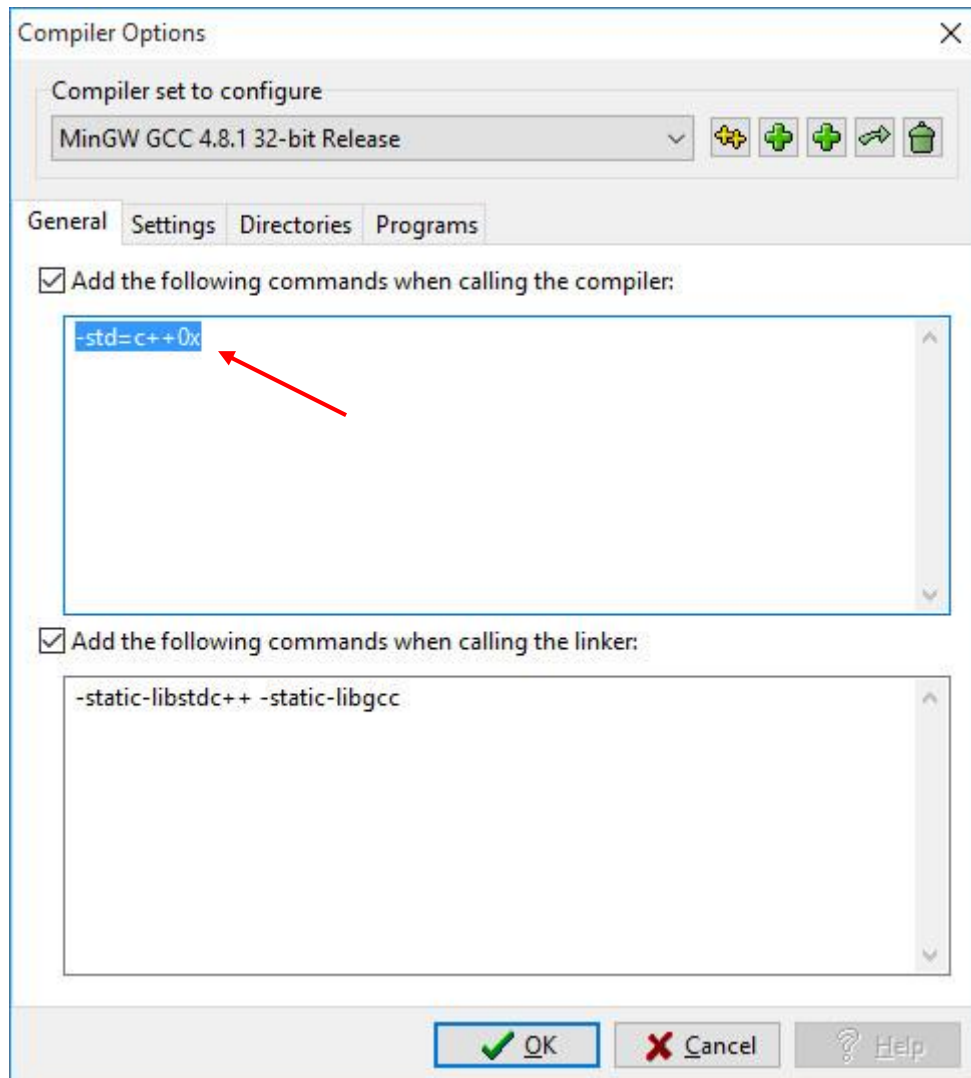 Compiler Options
Compiler set to configure
MinGW GCC 4.8.1 32-bit Release
General Settings Directories Programs
Add the following commands when calling the compiler:
-std=c++0x
Add the following commands when calling the linker:
-static-libstdc++ -static-libgcc
OK Cancel Help